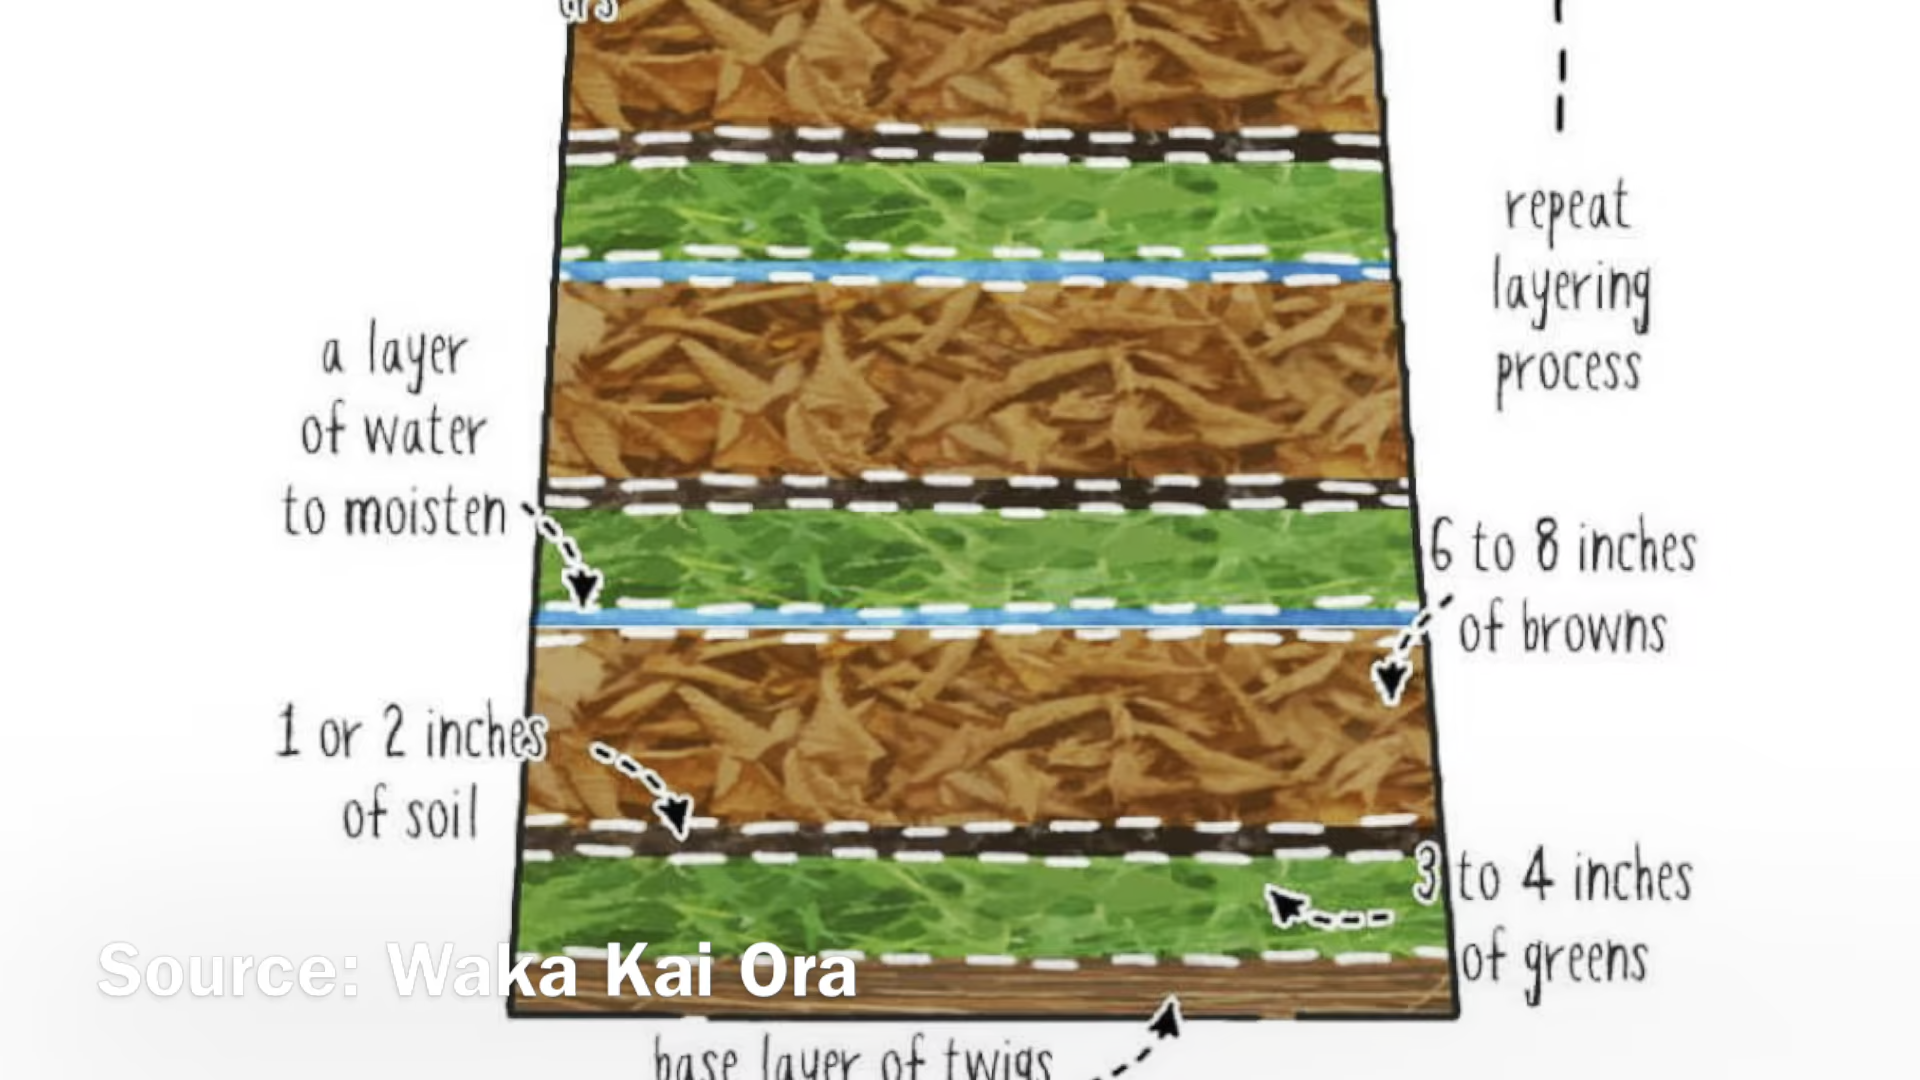 repeat
layering
process
a layer
of water
to moisten
6 to 8 inches
of browns
1 or 2 inches
of soil
3 to 4 inches
of greens
Source: Waka Kai Ora
base layer of twigs